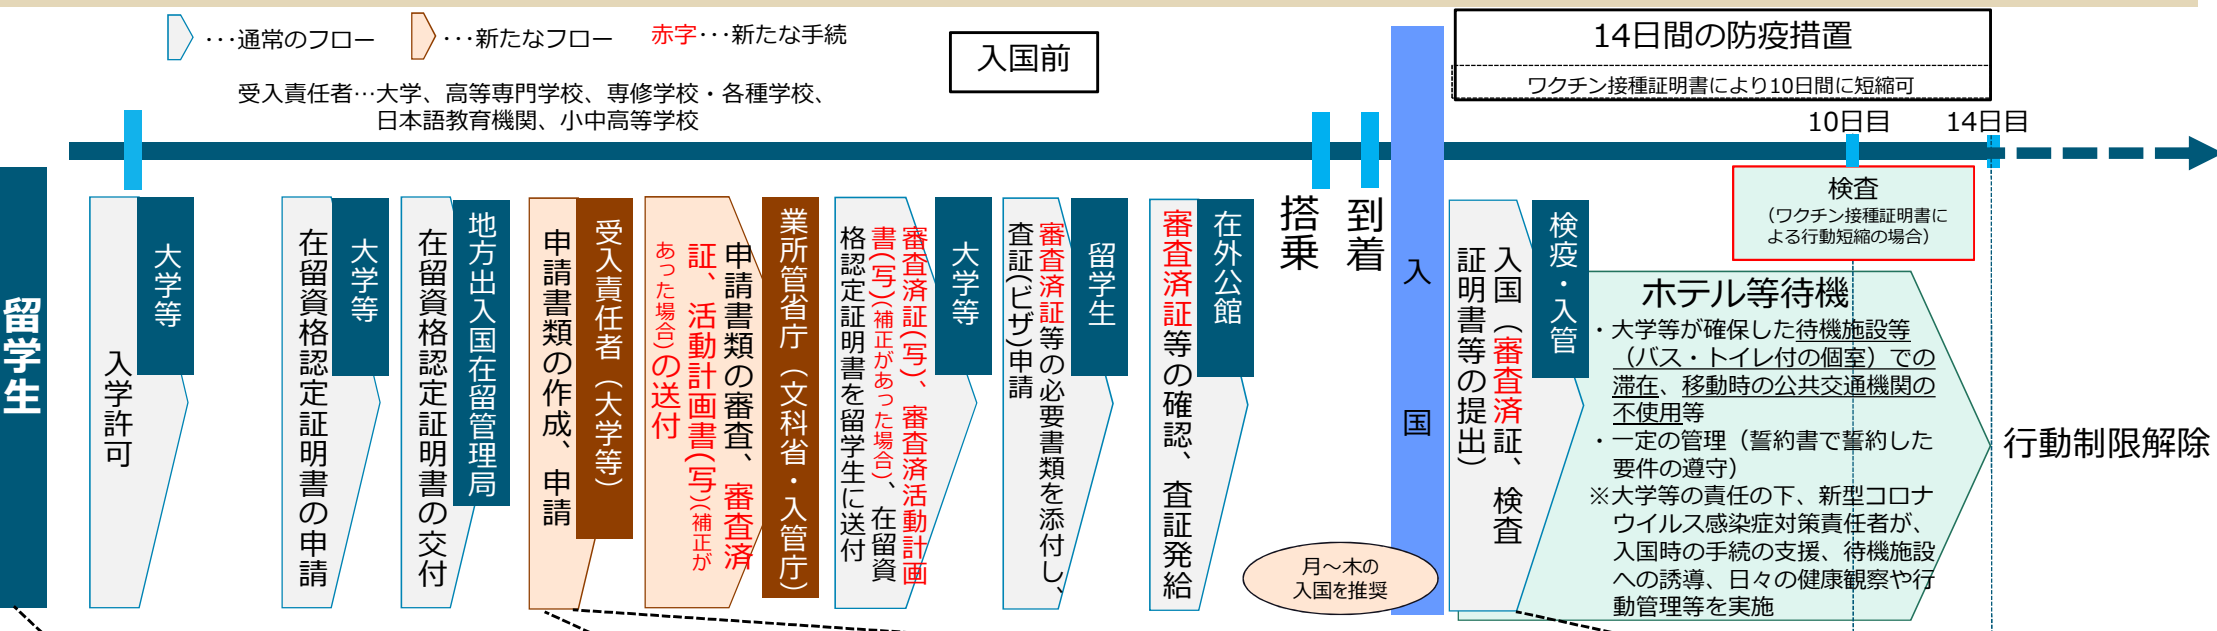 ・・・通常のフロー
・・・新たなフロー
赤字・・・新たな手続
受入責任者…大学、高等専門学校、専修学校・各種学校、
日本語教育機関、小中高等学校
入国前
14日間の防疫措置
ワクチン接種証明書により10日間に短縮可
10日目
14日目
留学生
大学等
入学許可
大学等
在留資格認定証明書の申請
地方出入国在留管理局
在留資格認定証明書の交付
受入責任者（大学等）
申請書類の作成、申請
業所管省庁（文科省・入管庁）
申請書類の審査、審査済
証、活動計画書(写)(補正が
あった場合)の送付
大学等
審査済証(写)、審査済活動計画
書(写)(補正があった場合)、在留資
格認定証明書を留学生に送付
留学生
審査済証等の必要書類を添付し、
査証(ビザ)申請
在外公館
審査済証等の確認、査証発給
搭乗
到着
月～木の
入国を推奨
入国
検疫・入管
入国（審査済証、検査
証明書等の提出）
検査
（ワクチン接種証明書に
よる行動短縮の場合）
ホテル等待機
・大学等が確保した待機施設等
（バス・トイレ付の個室）での
滞在、移動時の公共交通機関の
不使用等
・一定の管理（誓約書で誓約した
要件の遵守）
※大学等の責任の下、新型コロナ
ウイルス感染症対策責任者が、
入国時の手続の支援、待機施設
への誘導、日々の健康観察や行
動管理等を実施
行動制限解除